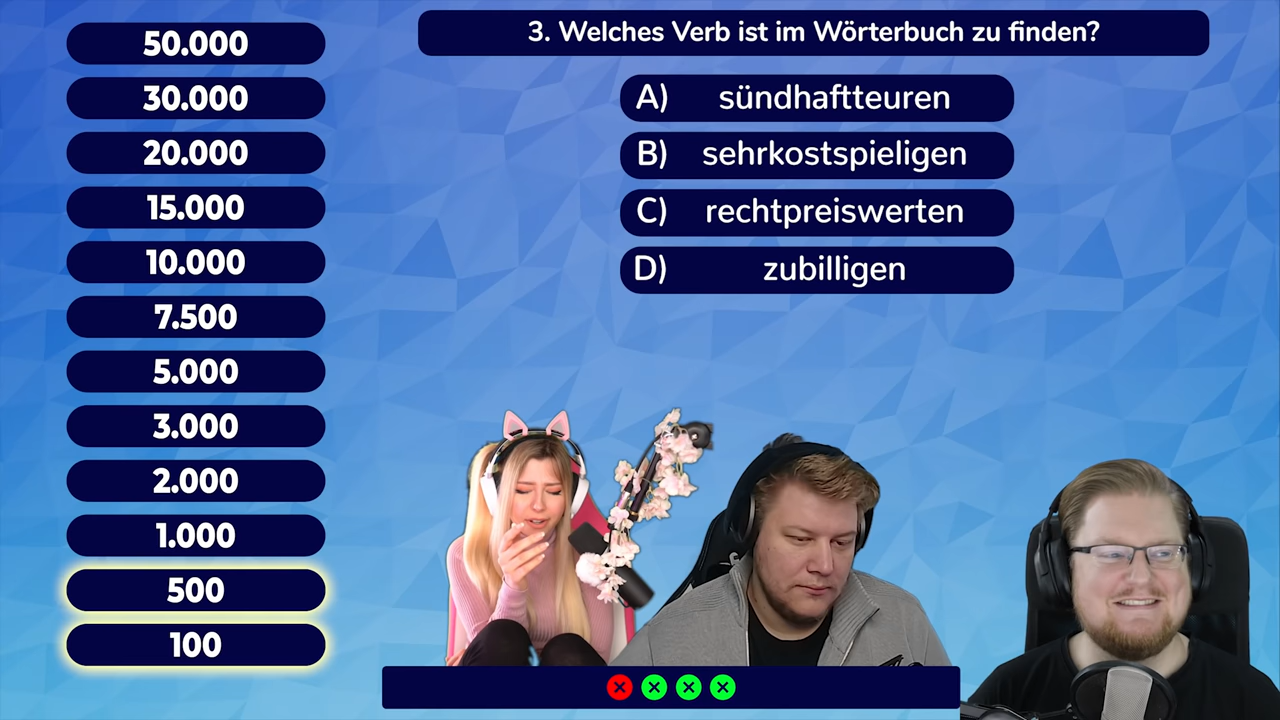 50.000
30.000
20.000
15.000
10.000
7.500
5.000
3.000
2.000
1.000
500
100
3. Welches Verb ist im Wörterbuch zu finden?
A) sündhaftteuren
B) sehrkostspieligen
C) rechtpreiswerten
D) zubilligen